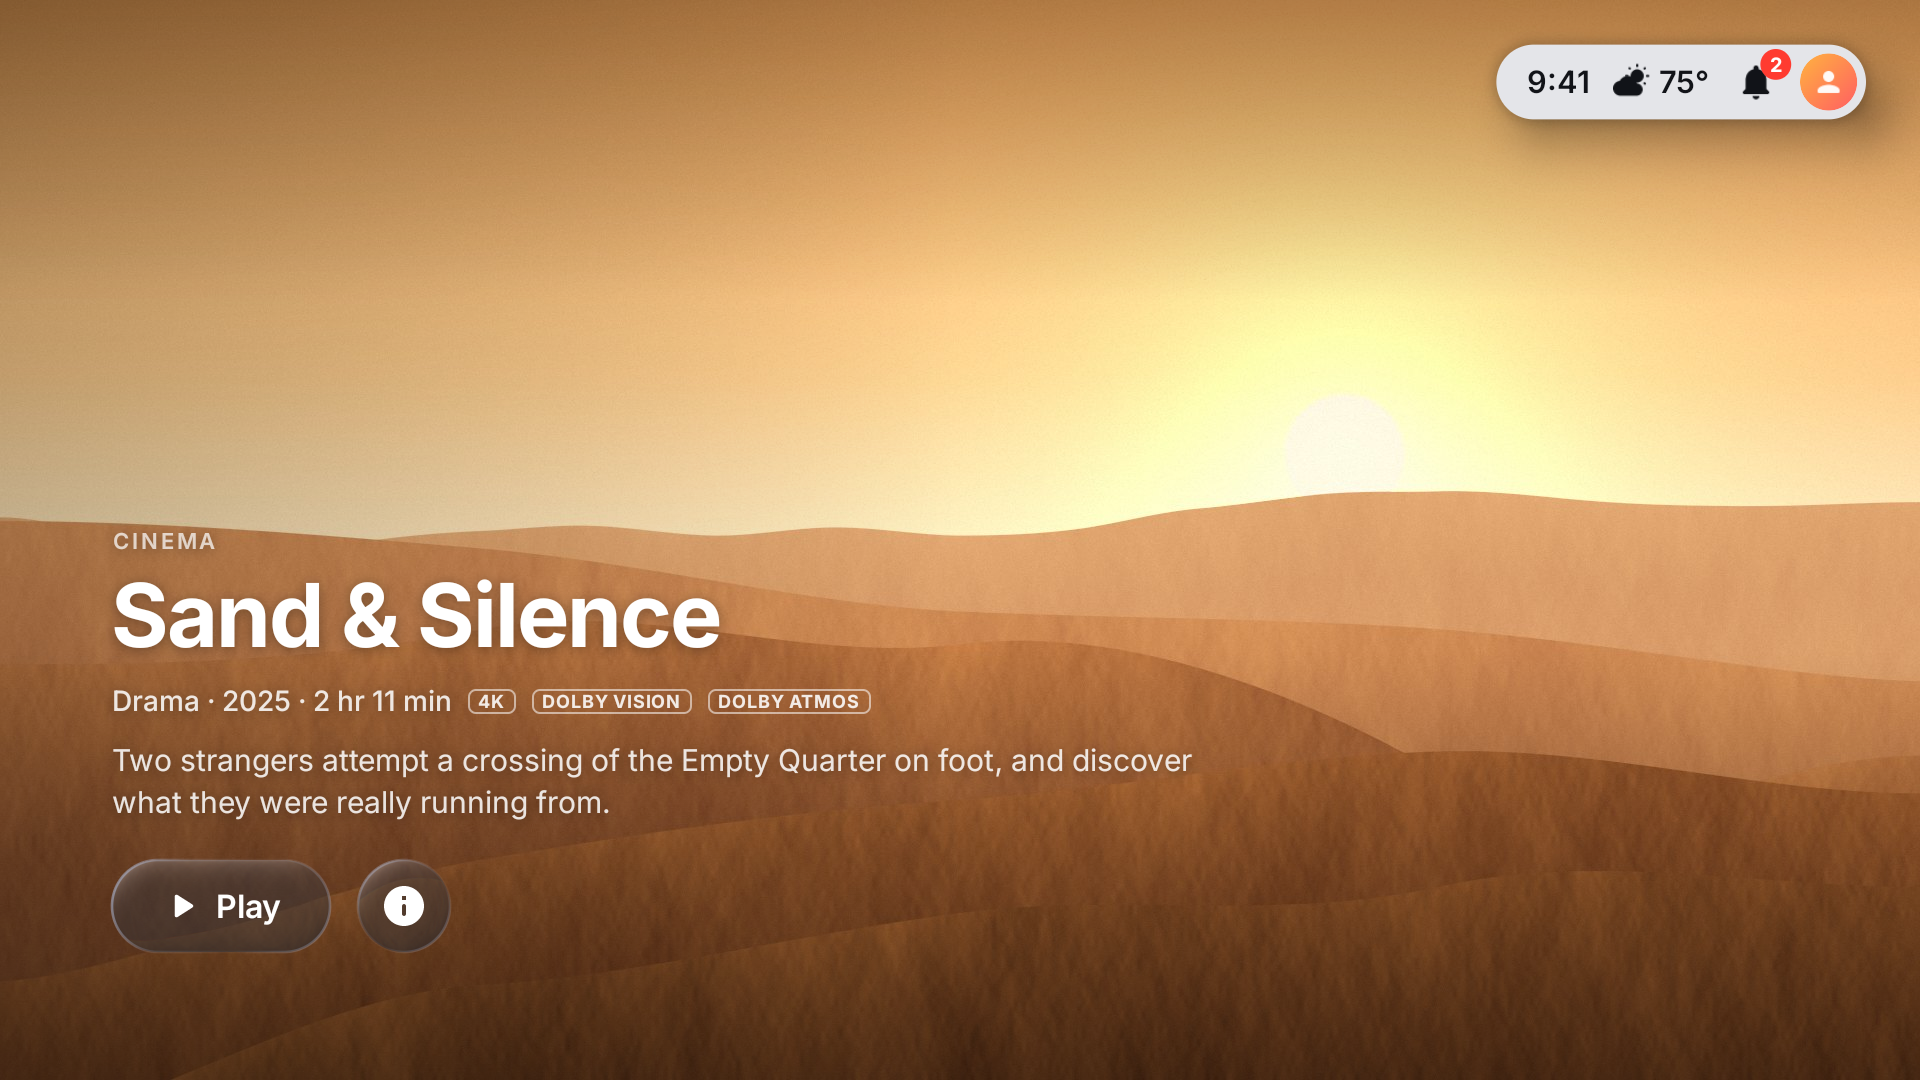 9:41 75° 2
CINEMA
Sand & Silence
Drama · 2025 · 2 hr 11 min 4K DOLBY VISION DOLBY ATMOS
Two strangers attempt a crossing of the Empty Quarter on foot, and discover
what they were really running from.
Play